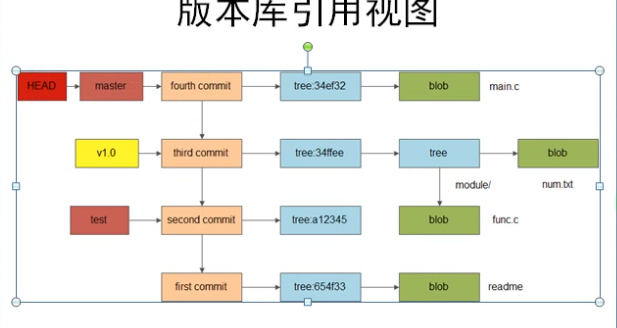 版本库引用视图
HEAD master fourth commit tree:34ef32 blob main.c
v1.0 third commit tree:34ffee tree blob
module/ num.txt
test second commit tree:a12345 blob func.c
first commit tree:654f33 blob readme